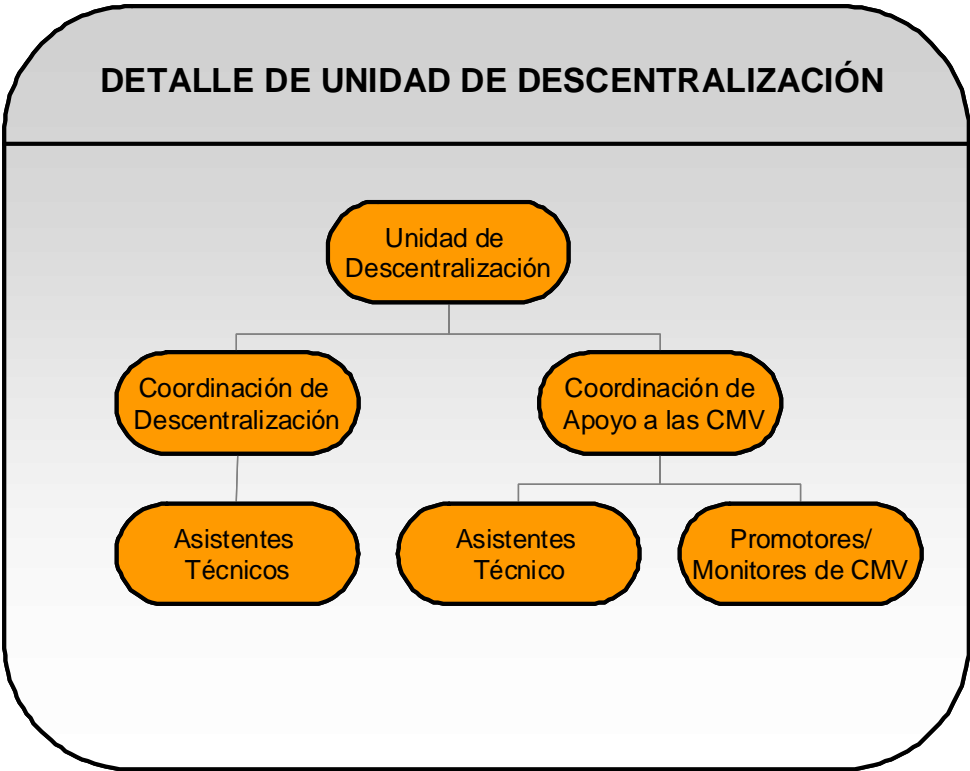 DETALLE DE UNIDAD DE DESCENTRALIZACIÓN
Unidad de
Descentralización
Coordinación de
Descentralización
Coordinación de
Apoyo a las CMV
Asistentes
Técnicos
Asistentes
Técnico
Promotores/
Monitores de CMV